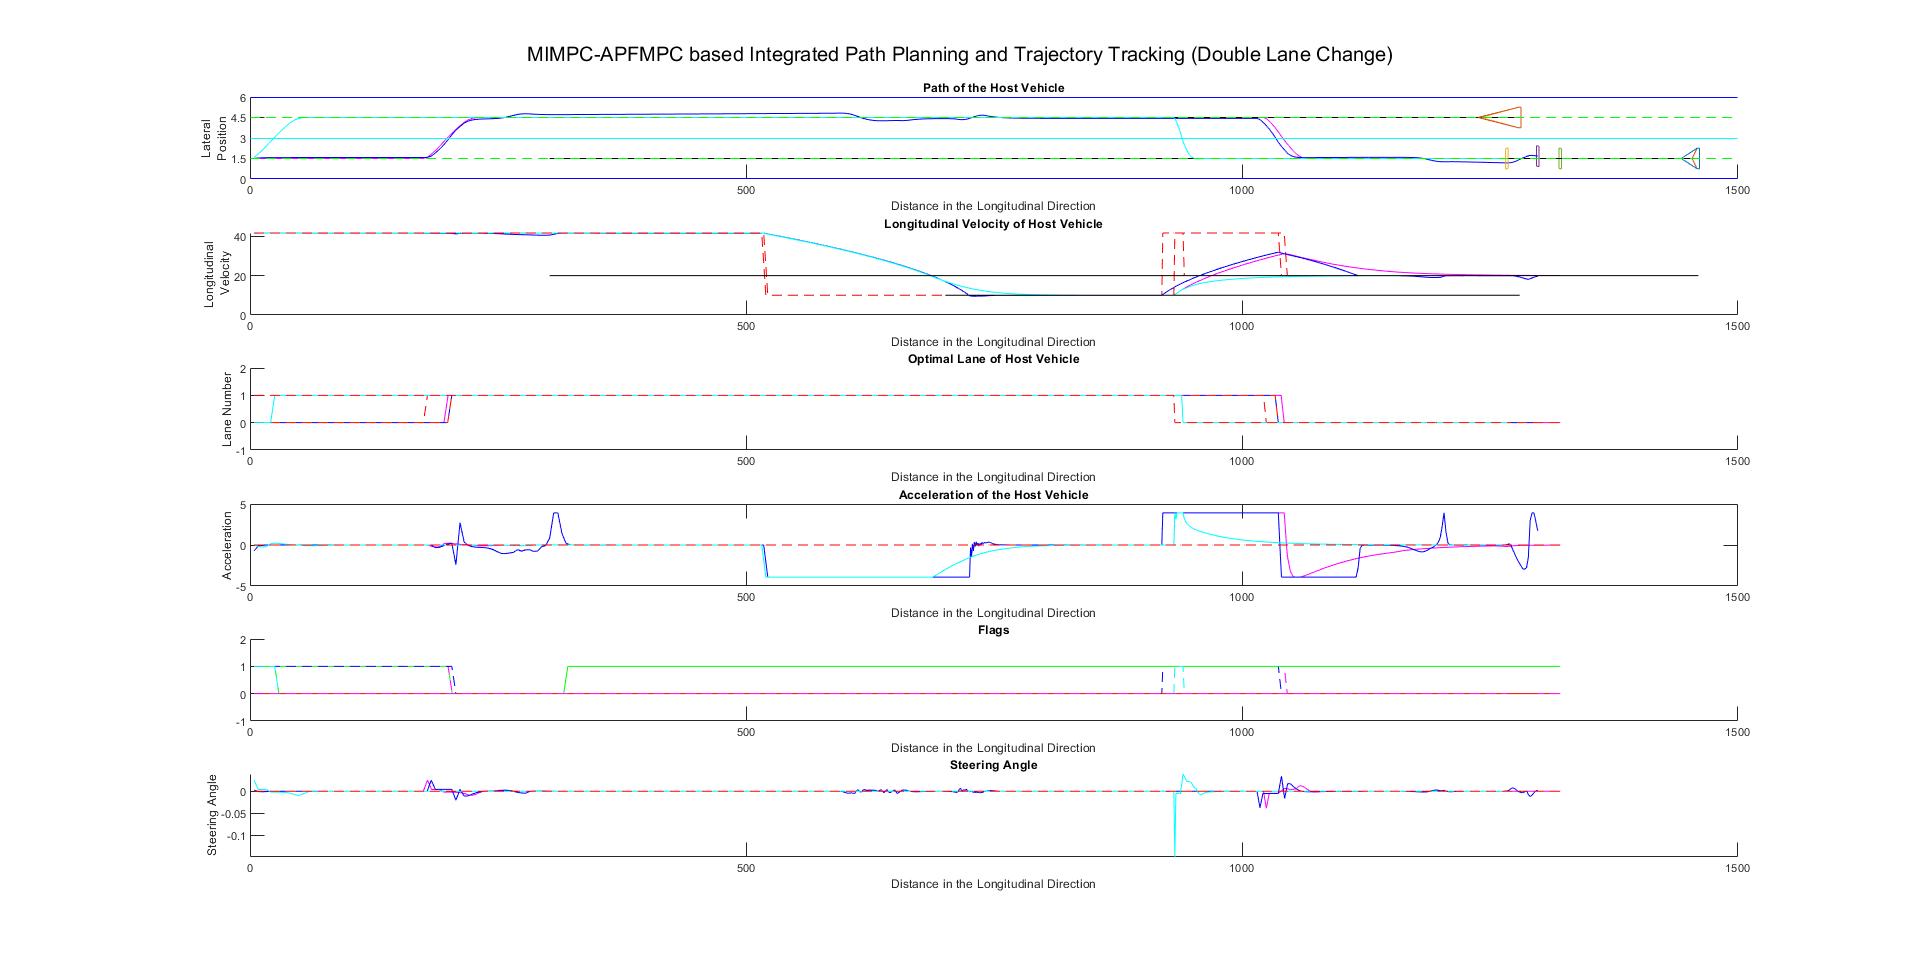 MIMPC-APFMPC based Integrated Path Planning and Trajectory Tracking (Double Lane Change)
Path of the Host Vehicle
Lateral
Position
6
4.5
3
1.5
0
0
500
1000
1500
Distance in the Longitudinal Direction
Longitudinal Velocity of Host Vehicle
Longitudinal
Velocity
40
20
0
0
500
1000
1500
Distance in the Longitudinal Direction
Optimal Lane of Host Vehicle
Lane Number
2
1
0
-1
0
500
1000
1500
Distance in the Longitudinal Direction
Acceleration of the Host Vehicle
Acceleration
5
0
-5
0
500
1000
1500
Distance in the Longitudinal Direction
Flags
2
1
0
-1
0
500
1000
1500
Distance in the Longitudinal Direction
Steering Angle
Steering Angle
0
-0.05
-0.1
0
500
1000
1500
Distance in the Longitudinal Direction